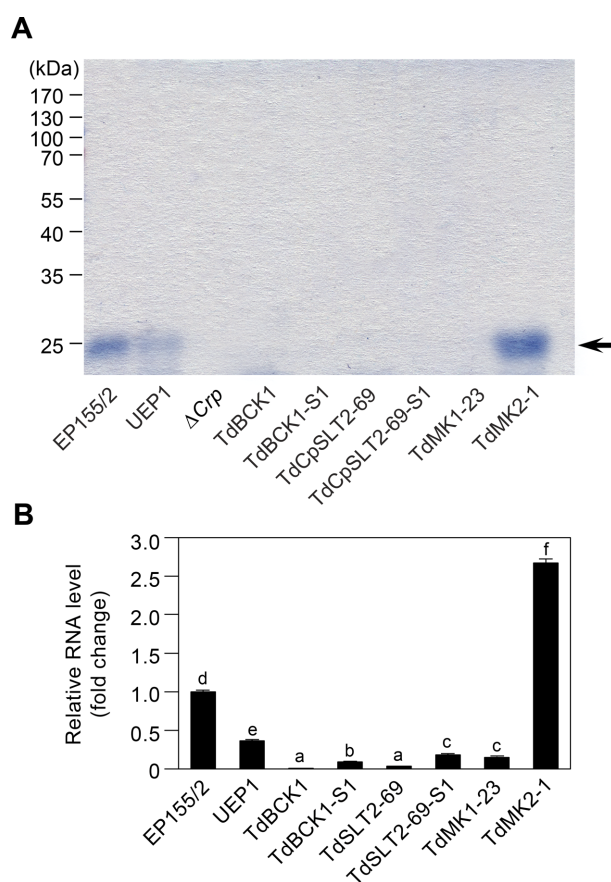 A
(kDa)
170
130
100
70
55
40
35
25
EP155/2
UEP1
ΔCrp
TdBCK1
TdBCK1-S1
TdCpSLT2-69
TdCpSLT2-69-S1
TdMK1-23
TdMK2-1
B
Relative RNA level
(fold change)
3.0
2.5
2.0
1.5
1.0
0.5
0
d
e
a
b
a
c
c
f
EP155/2
UEP1
TdBCK1
TdBCK1-S1
TdSLT2-69
TdSLT2-69-S1
TdMK1-23
TdMK2-1